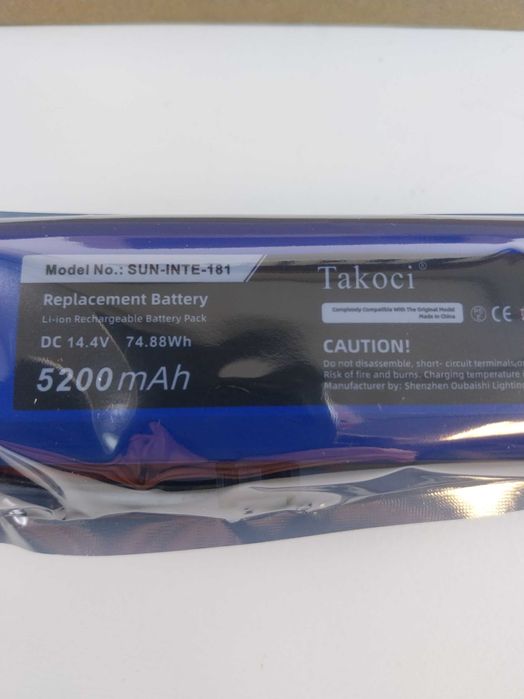 Model No.: SUN-INTE-181
Replacement Battery
Li-ion Rechargeable Battery Pack
DC 14.4V 74.88Wh
5200mAh
Takoci®
Completely Compatible With The Original Model
Made in China
CE
CAUTION!
Do not disassemble, short- circuit terminals,
Risk of fire and burns. Charging temperature
Manufacturer by: Shenzhen Oubaishi Lighting